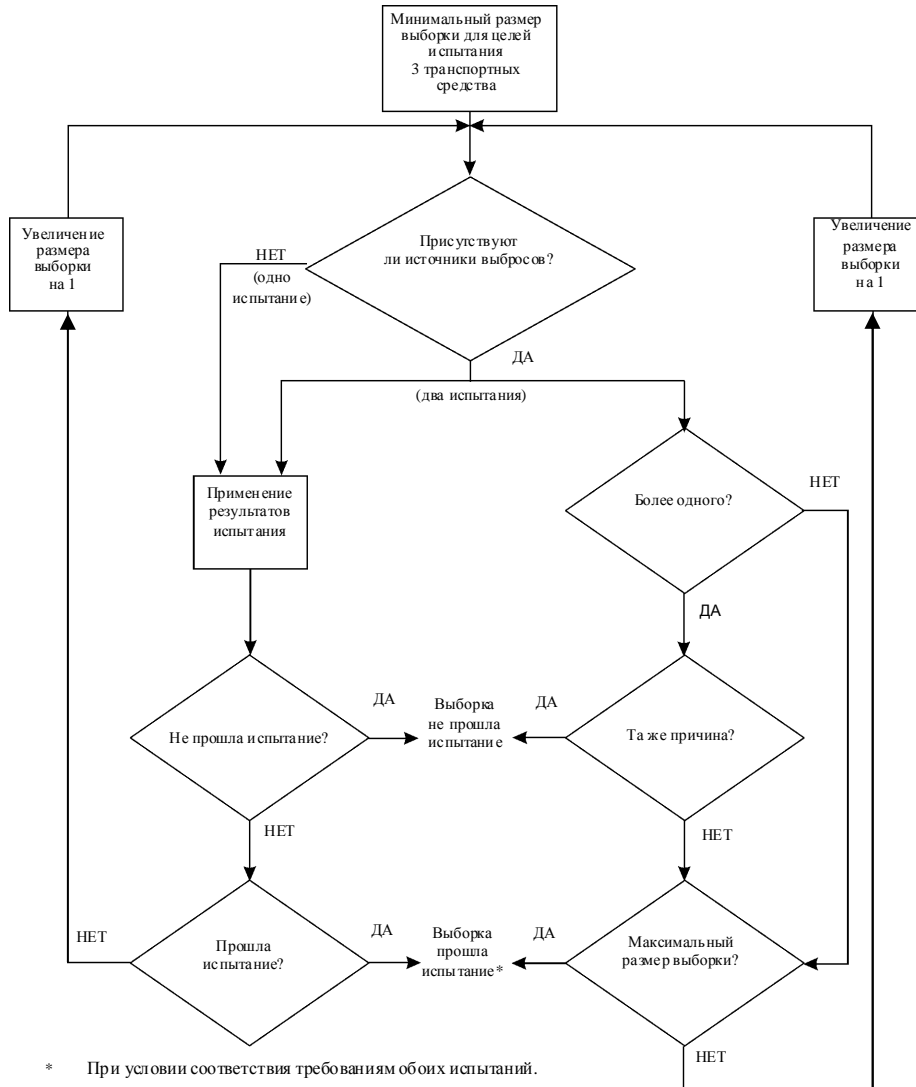 Минимальный размер
выборки для целей
испытания
3 транспортных
средства
Увеличение
размера
выборки
на 1
Присутствуют
ли источники выбросов?
Увеличение
размера
выборки
на 1
НЕТ
(одно
испытание)
ДА
(два испытания)
Применение
результатов
испытания
Более одного?
НЕТ
ДА
Не прошла испытание?
ДА
Выборка
не прошла
испытание
ДА
Та же причина?
НЕТ
НЕТ
НЕТ
Прошла
испытание?
ДА
Выборка
прошла
испытание*
ДА
Максимальный
размер выборки?
НЕТ
* При условии соответствия требованиям обоих испытаний.